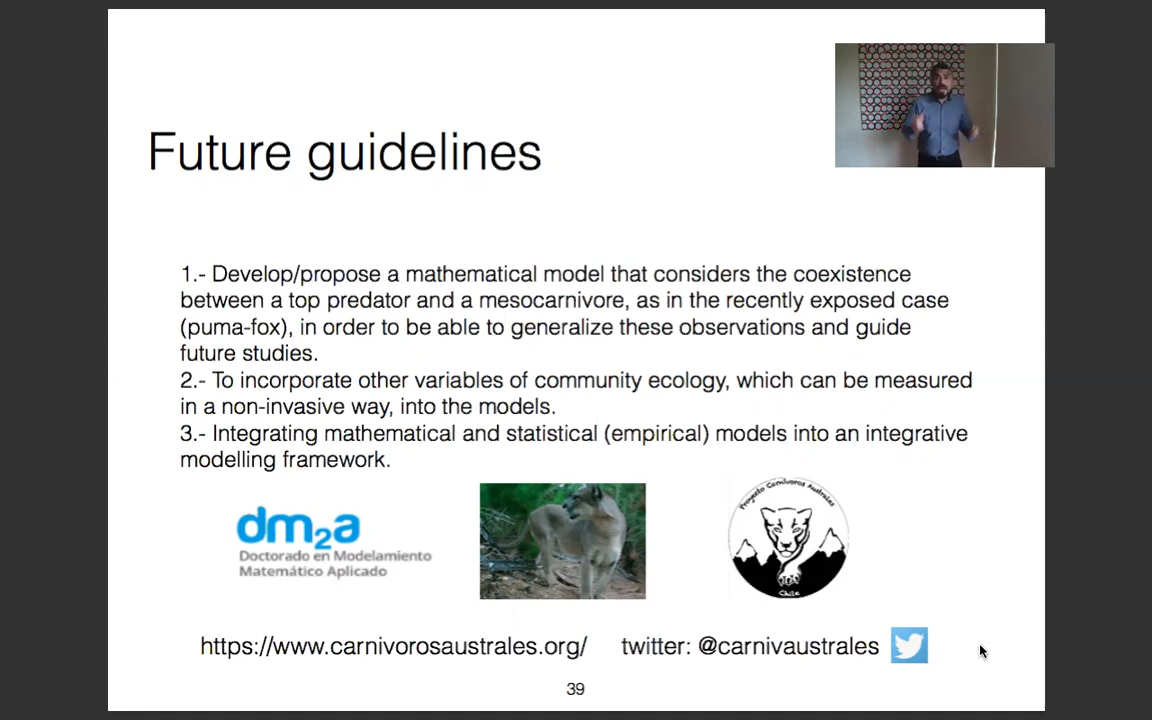 Future guidelines
1.- Develop/propose a mathematical model that considers the coexistence
between a top predator and a mesocarnivore, as in the recently exposed case
(puma-fox), in order to be able to generalize these observations and guide
future studies.
2.- To incorporate other variables of community ecology, which can be measured
in a non-invasive way, into the models.
3.- Integrating mathematical and statistical (empirical) models into an integrative
modelling framework.
dm2a
Doctorado en Modelamiento
Matemático Aplicado
Proyecto Carnívoros Australes
Chile
https://www.carnivorosaustrales.org/ twitter: @carnivaustrales
39